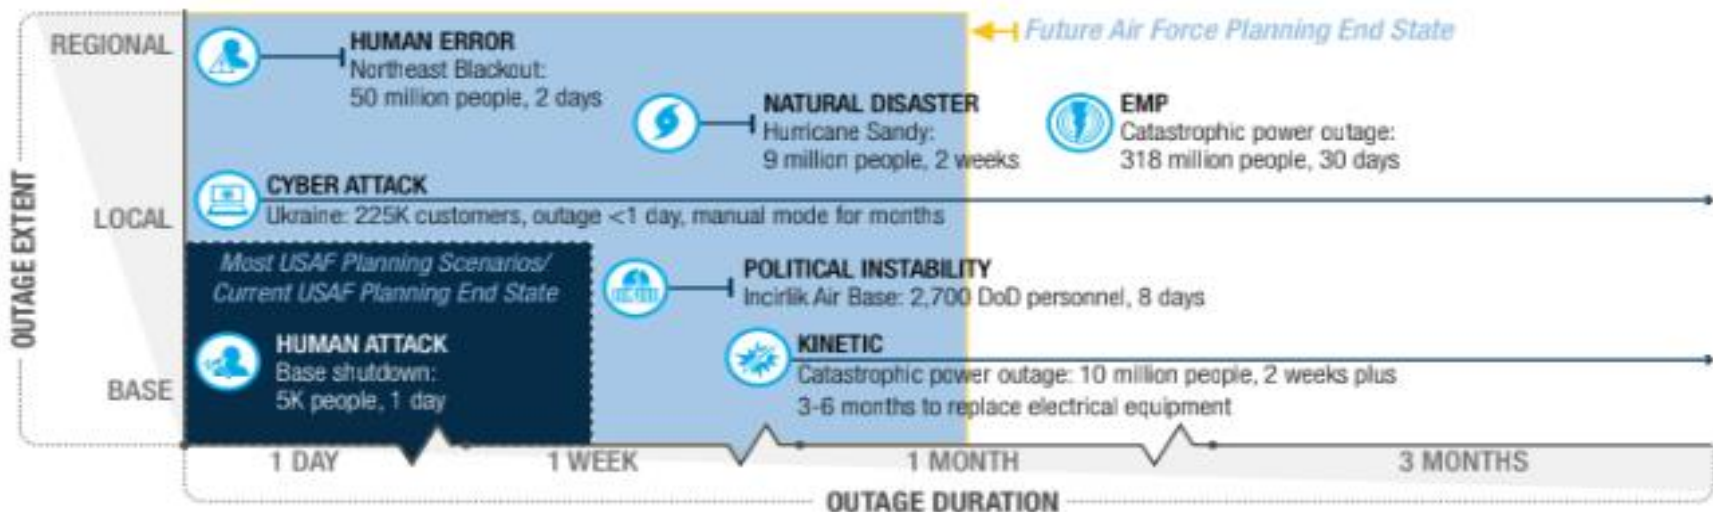 REGIONAL
HUMAN ERROR
Northeast Blackout:
50 million people, 2 days
Future Air Force Planning End State
NATURAL DISASTER
Hurricane Sandy:
9 million people, 2 weeks
EMP
Catastrophic power outage:
318 million people, 30 days
OUTAGE EXTENT
LOCAL
CYBER ATTACK
Ukraine: 225K customers, outage <1 day, manual mode for months
Most USAF Planning Scenarios/
Current USAF Planning End State
POLITICAL INSTABILITY
Incirlik Air Base: 2,700 DoD personnel, 8 days
BASE
HUMAN ATTACK
Base shutdown:
5K people, 1 day
KINETIC
Catastrophic power outage: 10 million people, 2 weeks plus
3-6 months to replace electrical equipment
1 DAY
1 WEEK
1 MONTH
3 MONTHS
OUTAGE DURATION